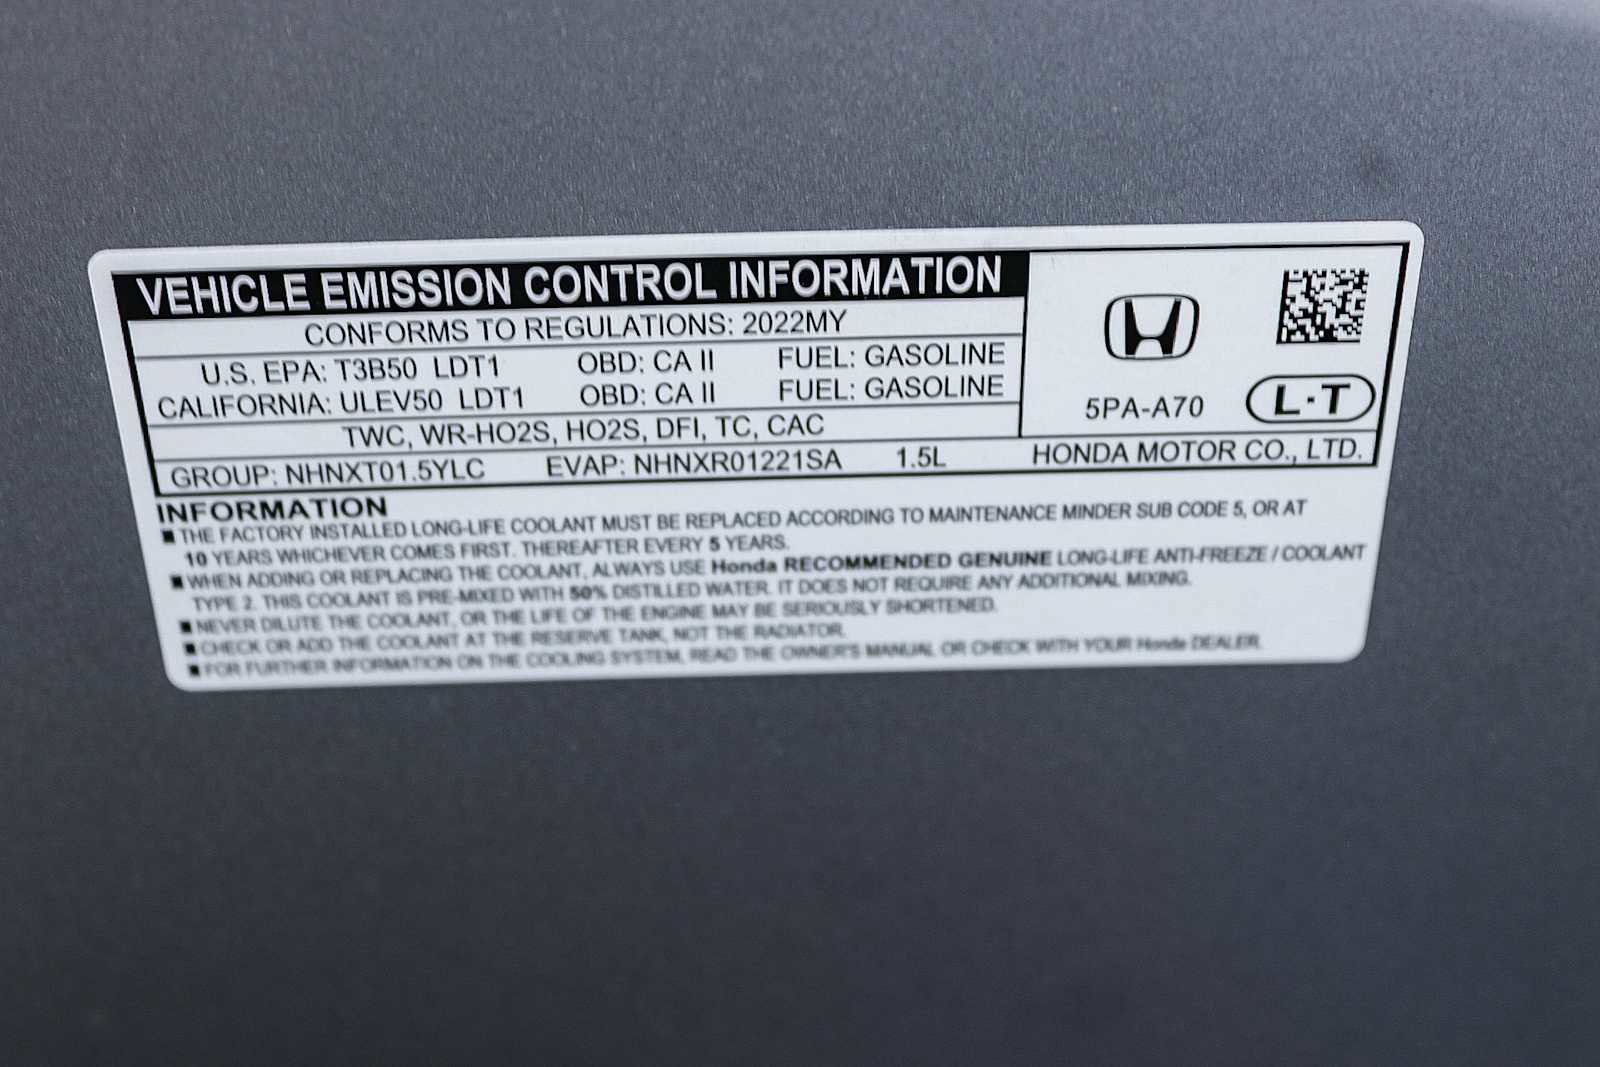 VEHICLE EMISSION CONTROL INFORMATION
CONFORMS TO REGULATIONS: 2022MY
U.S. EPA: T3B50 LDT1 OBD: CA II FUEL: GASOLINE
CALIFORNIA: ULEV50 LDT1 OBD: CA II FUEL: GASOLINE
TWC, WR-HO2S, HO2S, DFI, TC, CAC
5PA-A70 L·T
GROUP: NHNXT01.5YLC EVAP: NHNXR01221SA 1.5L HONDA MOTOR CO., LTD.
INFORMATION
■ THE FACTORY INSTALLED LONG-LIFE COOLANT MUST BE REPLACED ACCORDING TO MAINTENANCE MINDER SUB CODE 5, OR AT
10 YEARS WHICHEVER COMES FIRST. THEREAFTER EVERY 5 YEARS.
■ WHEN ADDING OR REPLACING THE COOLANT, ALWAYS USE Honda RECOMMENDED GENUINE LONG-LIFE ANTI-FREEZE / COOLANT
TYPE 2. THIS COOLANT IS PRE-MIXED WITH 50% DISTILLED WATER. IT DOES NOT REQUIRE ANY ADDITIONAL MIXING.
■ NEVER DILUTE THE COOLANT, OR THE LIFE OF THE ENGINE MAY BE SERIOUSLY SHORTENED.
■ CHECK OR ADD THE COOLANT AT THE RESERVE TANK, NOT THE RADIATOR.
■ FOR FURTHER INFORMATION ON THE COOLING SYSTEM, READ THE OWNER'S MANUAL OR CHECK WITH YOUR Honda DEALER.